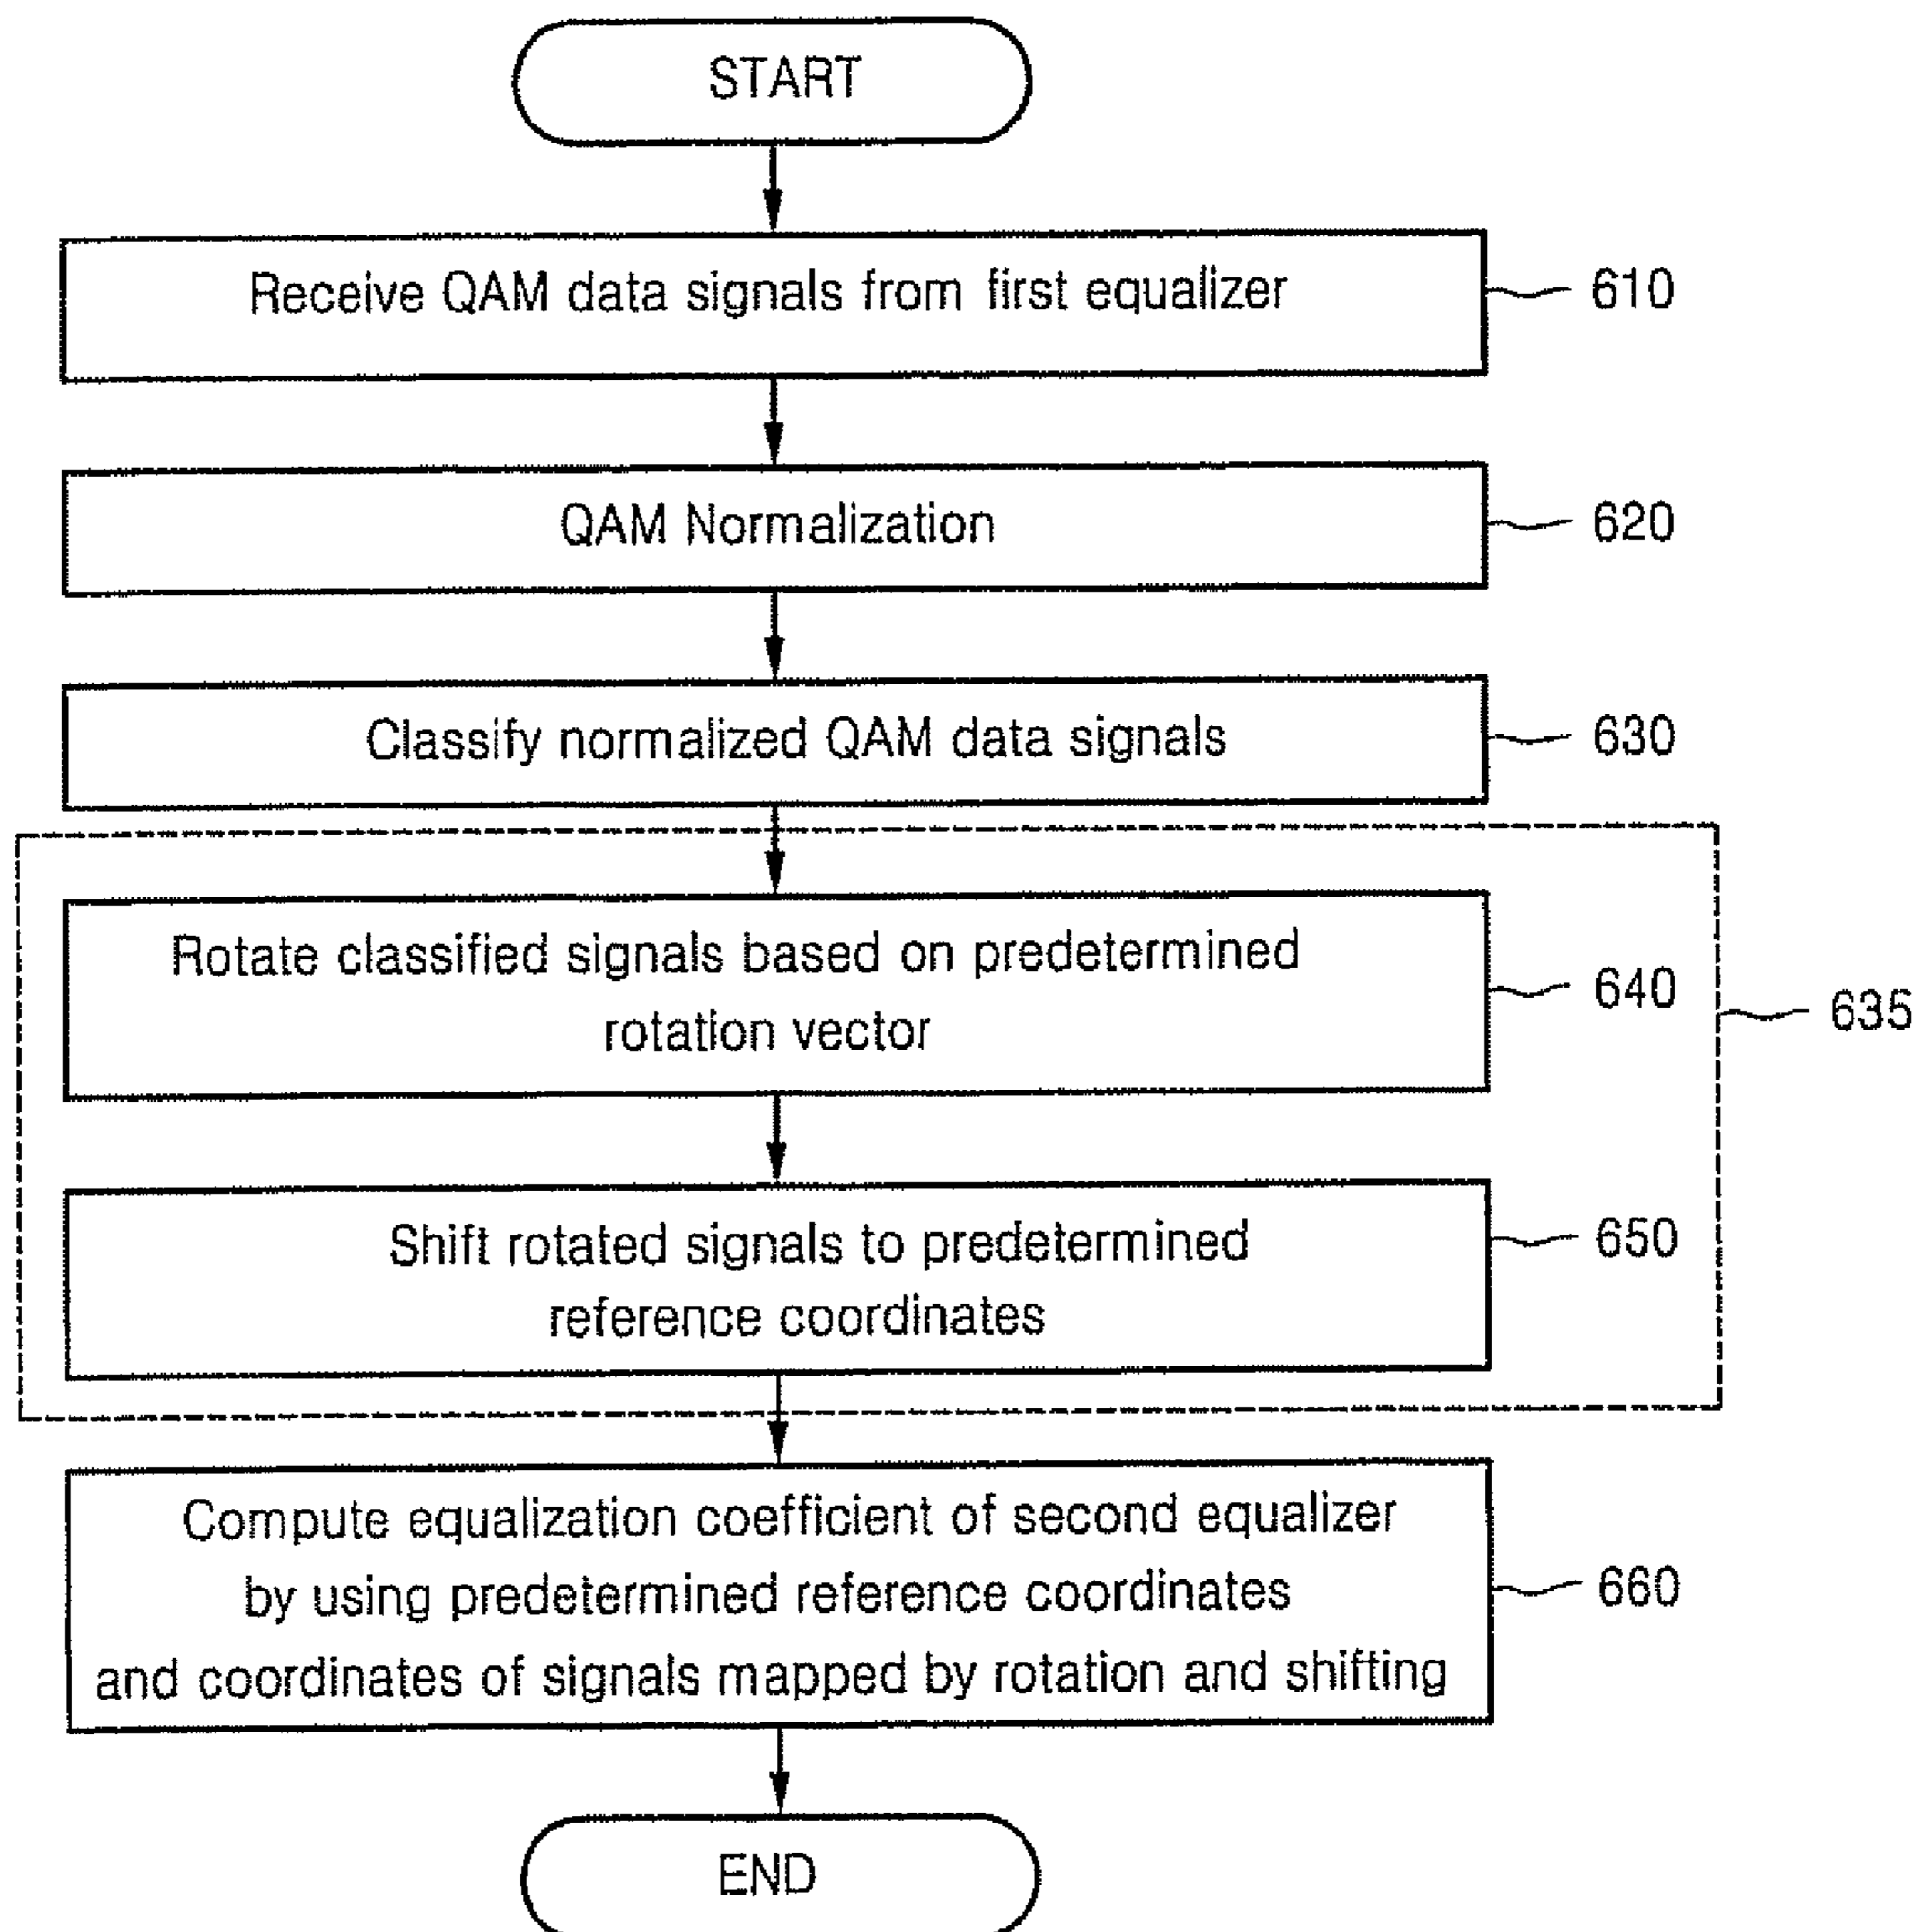 START
Receive QAM data signals from first equalizer
610
QAM Normalization
620
Classify normalized QAM data signals
630
Rotate classified signals based on predetermined
rotation vector
640
635
Shift rotated signals to predetermined
reference coordinates
650
Compute equalization coefficient of second equalizer
by using predetermined reference coordinates
and coordinates of signals mapped by rotation and shifting
660
END